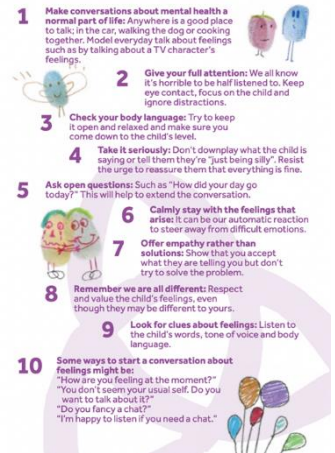 1 Make conversations about mental health a
normal part of life: Anywhere is a good place
to talk; in the car, walking the dog or cooking
together. Model everyday talk about feelings
such as by talking about a TV character's
feelings.
2 Give your full attention: We all know
it's horrible to be half listened to. Keep
eye contact, focus on the child and
ignore distractions.
3 Check your body language: Try to keep
it open and relaxed and make sure you
come down to the child's level.
4 Take it seriously: Don't downplay what the child is
saying or tell them they're "just being silly". Resist
the urge to reassure them that everything is fine.
5 Ask open questions: Such as "How did your day go
today?" This will help to extend the conversation.
6 Calmly stay with the feelings that
arise: It can be our automatic reaction
to steer away from difficult emotions.
7 Offer empathy rather than
solutions: Show that you accept
what they are telling you but don't
try to solve the problem.
8 Remember we are all different: Respect
and value the child's feelings, even
though they may be different to yours.
9 Look for clues about feelings: Listen to
the child's words, tone of voice and body
language.
10 Some ways to start a conversation about
feelings might be:
"How are you feeling at the moment?"
"You don't seem your usual self. Do you
want to talk about it?"
"Do you fancy a chat?"
"I'm happy to listen if you need a chat."